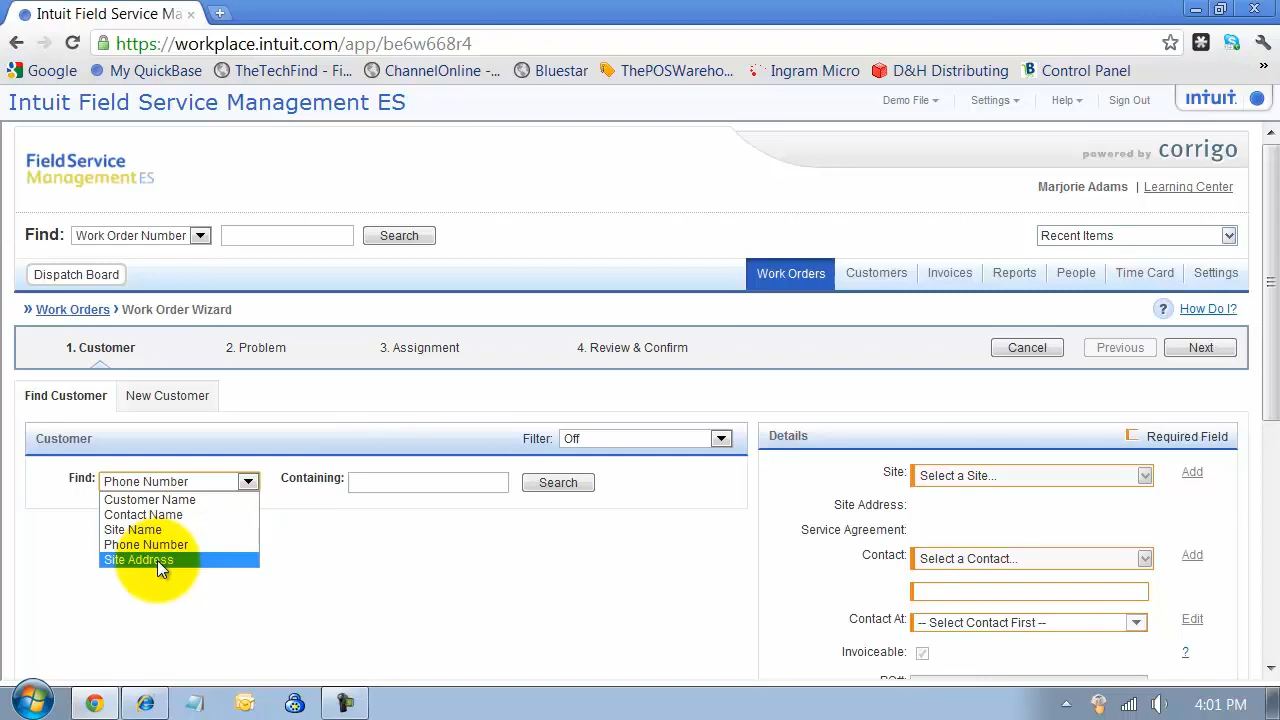 Intuit Field Service Ma
https://workplace.intuit.com/app/be6w668r4
Google My QuickBase TheTechFind - Fi... ChannelOnline -... Bluestar ThePOSWareho... Ingram Micro D&H Distributing Control Panel »
Intuit Field Service Management ES
Demo File Settings Help Sign Out
intuit.
FieldService
ManagementES
powered by corrigo
Marjorie Adams | Learning Center
Find: Work Order Number Search
Recent Items
Dispatch Board
Work Orders Customers Invoices Reports People Time Card Settings
» Work Orders › Work Order Wizard
? How Do I?
1. Customer 2. Problem 3. Assignment 4. Review & Confirm
Cancel Previous Next
Find Customer New Customer
Customer Filter: Off
Find: Phone Number Containing: Search
Customer Name
Contact Name
Site Name
Phone Number
Site Address
Details Required Field
Site: Select a Site... Add
Site Address:
Service Agreement:
Contact: Select a Contact... Add
Contact At: -- Select Contact First -- Edit
Invoiceable: ?
PO#:
4:01 PM